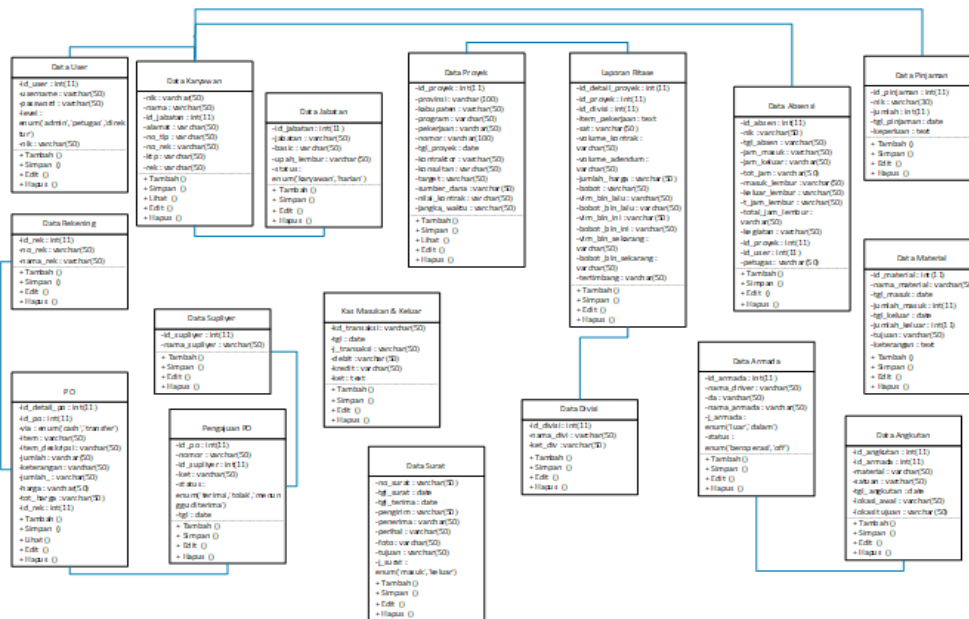 Data User
-id_user : int(11)
-username : varchar(50)
-password : varchar(50)
-level :
enum('admin','petugas','direk
tur')
-nik : varchar(50)
+ Tambah ()
+ Simpan ()
+ Edit ()
+ Hapus ()
Data Karyawan
-nik : varchar(50)
-nama : varchar(50)
-id_jabatan : int(11)
-alamat : varchar(50)
-no_tlp : varchar(50)
-no_rek : varchar(50)
-ktp : varchar(50)
-rek : varchar(50)
+ Tambah ()
+ Simpan ()
+ Lihat ()
+ Edit ()
+ Hapus ()
Data Jabatan
-id_jabatan : int(11)
-jabatan : varchar(50)
-basic : varchar(50)
-upah_lembur : varchar(50)
-status :
enum('karyawan','harian')
+ Tambah ()
+ Simpan ()
+ Edit ()
+ Hapus ()
Data Proyek
-id_proyek : int(11)
-provinsi : varchar(100)
-kabupaten : varchar(50)
-program : varchar(50)
-pekerjaan : varchar(50)
-nomor : varchar(100)
-tgl_proyek : date
-kontraktor : varchar(50)
-konsultan : varchar(50)
-target : varchar(50)
-sumber_dana : varchar(50)
-nilai_kontrak : varchar(50)
-jangka_waktu : varchar(50)
+ Tambah ()
+ Simpan ()
+ Lihat ()
+ Edit ()
+ Hapus ()
Laporan Ritase
-id_detail_proyek : int(11)
-id_proyek : int(11)
-id_divisi : int(11)
-item_pekerjaan : text
-sat : varchar(50)
-volume_kontrak :
varchar(50)
-volume_adendum :
varchar(50)
-jumlah_harga : varchar(50)
-bobot : varchar(50)
-vlm_bln_lalu : varchar(50)
-bobot_bln_lalu : varchar(50)
-vlm_bln_ini : varchar(50)
-bobot_bln_ini : varchar(50)
-vlm_bln_sekarang :
varchar(50)
-bobot_bln_sekarang :
varchar(50)
-tertimbang : varchar(50)
+ Tambah ()
+ Simpan ()
+ Edit ()
+ Hapus ()
Data Absensi
-id_absen : int(11)
-nik : varchar(50)
-tgl_absen : varchar(50)
-jam_masuk : varchar(50)
-jam_keluar : varchar(50)
-tot_jam : varchar(50)
-masuk_lembur : varchar(50)
-keluar_lembur : varchar(50)
-t_jam_lembur : varchar(50)
-total_jam_lembur :
varchar(50)
-kegiatan : varchar(50)
-id_proyek : int(11)
-id_user : int(11)
-petugas : varchar(50)
+ Tambah ()
+ Simpan ()
+ Edit ()
+ Hapus ()
Data Pinjaman
-id_pinjaman : int(11)
-nik : varchar(30)
-jumlah : int(11)
-tgl_pinjaman : date
-keperluan : text
+ Tambah ()
+ Simpan ()
+ Edit ()
+ Hapus ()
Data Rekening
-id_rek : int(11)
-no_rek : varchar(50)
-nama_rek : varchar(50)
+ Tambah ()
+ Simpan ()
+ Edit ()
+ Hapus ()
Data Supliyer
-id_supliyer : int(11)
-nama_supliyer : varchar(50)
+ Tambah ()
+ Simpan ()
+ Edit ()
+ Hapus ()
Kas Masukan & Keluar
-kd_transaksi : varchar(50)
-tgl : date
-j_transaksi : varchar(50)
-debit : varchar(50)
-kredit : varchar(50)
-ket : text
+ Tambah ()
+ Simpan ()
+ Edit ()
+ Hapus ()
Data Material
-id_material : int(11)
-nama_material : varchar(5
-tgl_masuk : date
-jumlah_masuk : int(11)
-tgl_keluar : date
-jumlah_keluar : int(11)
-tujuan : varchar(50)
-keterangan : text
+ Tambah ()
+ Simpan ()
+ Edit ()
+ Hapus ()
PO
-id_detail_po : int(11)
-id_po : int(11)
-via : enum('cash','transfer')
-item : varchar(50)
-item_deskripsi : varchar(50)
-jumlah : varchar(50)
-keterangan : varchar(50)
-jumlah_ : varchar(50)
-harga : varchar(50)
-tot_harga : varchar(50)
-id_rek : int(11)
+ Tambah ()
+ Simpan ()
+ Lihat ()
+ Edit ()
+ Hapus ()
Pengajuan PO
-id_po : int(11)
-nomor : varchar(50)
-id_supliyer : int(11)
-ket : varchar(50)
-status :
enum('terima','tolak','menun
ggu diterima')
-tgl : date
+ Tambah ()
+ Simpan ()
+ Edit ()
+ Hapus ()
Data Surat
-no_surat : varchar(50)
-tgl_surat : date
-tgl_terima : date
-pengirim : varchar(50)
-penerima : varchar(50)
-perihal : varchar(50)
-foto : varchar(50)
-tujuan : varchar(50)
-j_surat :
enum('masuk','keluar')
+ Tambah ()
+ Simpan ()
+ Edit ()
+ Hapus ()
Data Divisi
-id_divisi : int(11)
-nama_divi : varchar(50)
-ket_div : varchar(50)
+ Tambah ()
+ Simpan ()
+ Edit ()
+ Hapus ()
Data Armada
-id_armada : int(11)
-nama_driver : varchar(50)
-da : varchar(50)
-nama_armada : varchar(50)
-j_armada :
enum('luar','dalam')
-status :
enum('beroperasi','off')
+ Tambah ()
+ Simpan ()
+ Edit ()
+ Hapus ()
Data Angkutan
-id_angkutan : int(11)
-id_armada : int(11)
-material : varchar(50)
-satuan : varchar(50)
-tgl_angkutan : date
-lokasi_awal : varchar(50)
-lokasi tujuan : varchar(50)
+ Tambah ()
+ Simpan ()
+ Edit ()
+ Hapus ()